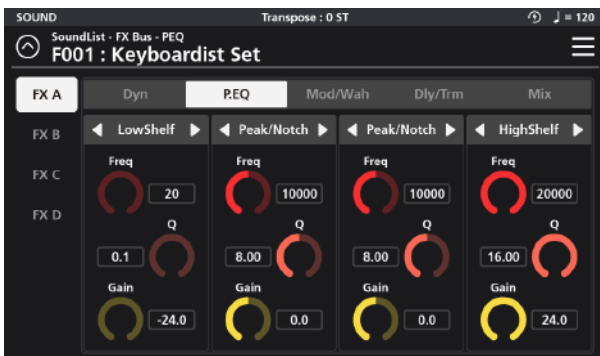 SOUND Transpose : 0 ST ♩ = 120
SoundList - FX Bus - PEQ
F001 : Keyboardist Set
FX A Dyn P.EQ Mod/Wah Dly/Trm Mix
FX B LowShelf Peak/Notch Peak/Notch HighShelf
Freq Freq Freq Freq
FX C
20 10000 10000 20000
FX D
Q Q Q Q
0.1 8.00 8.00 16.00
Gain Gain Gain Gain
-24.0 0.0 0.0 24.0